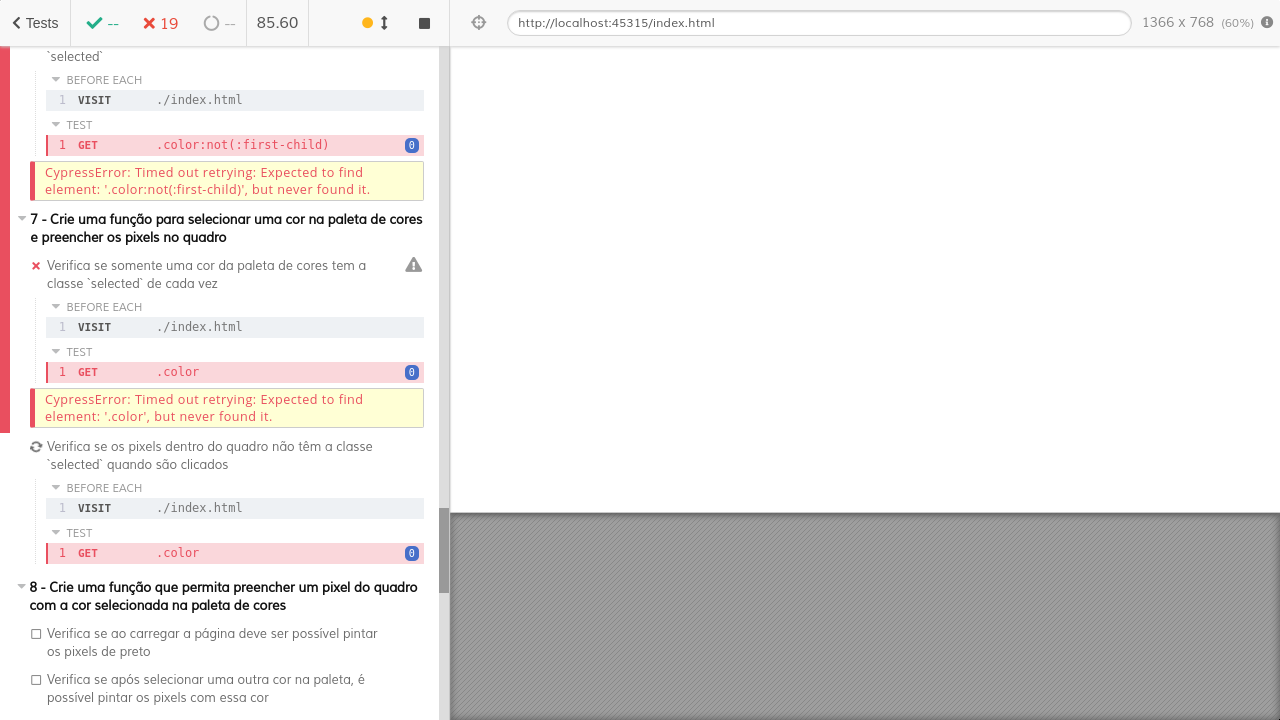 Tests -- 19 -- 85.60 http://localhost:45315/index.html 1366 x 768 (60%)
`selected`
BEFORE EACH
1 VISIT ./index.html
TEST
1 GET .color:not(:first-child) 0
CypressError: Timed out retrying: Expected to find
element: '.color:not(:first-child)', but never found it.
7 - Crie uma função para selecionar uma cor na paleta de cores
e preencher os pixels no quadro
Verifica se somente uma cor da paleta de cores tem a
classe `selected` de cada vez
BEFORE EACH
1 VISIT ./index.html
TEST
1 GET .color 0
CypressError: Timed out retrying: Expected to find
element: '.color', but never found it.
Verifica se os pixels dentro do quadro não têm a classe
`selected` quando são clicados
BEFORE EACH
1 VISIT ./index.html
TEST
1 GET .color 0
8 - Crie uma função que permita preencher um pixel do quadro
com a cor selecionada na paleta de cores
Verifica se ao carregar a página deve ser possível pintar
os pixels de preto
Verifica se após selecionar uma outra cor na paleta, é
possível pintar os pixels com essa cor